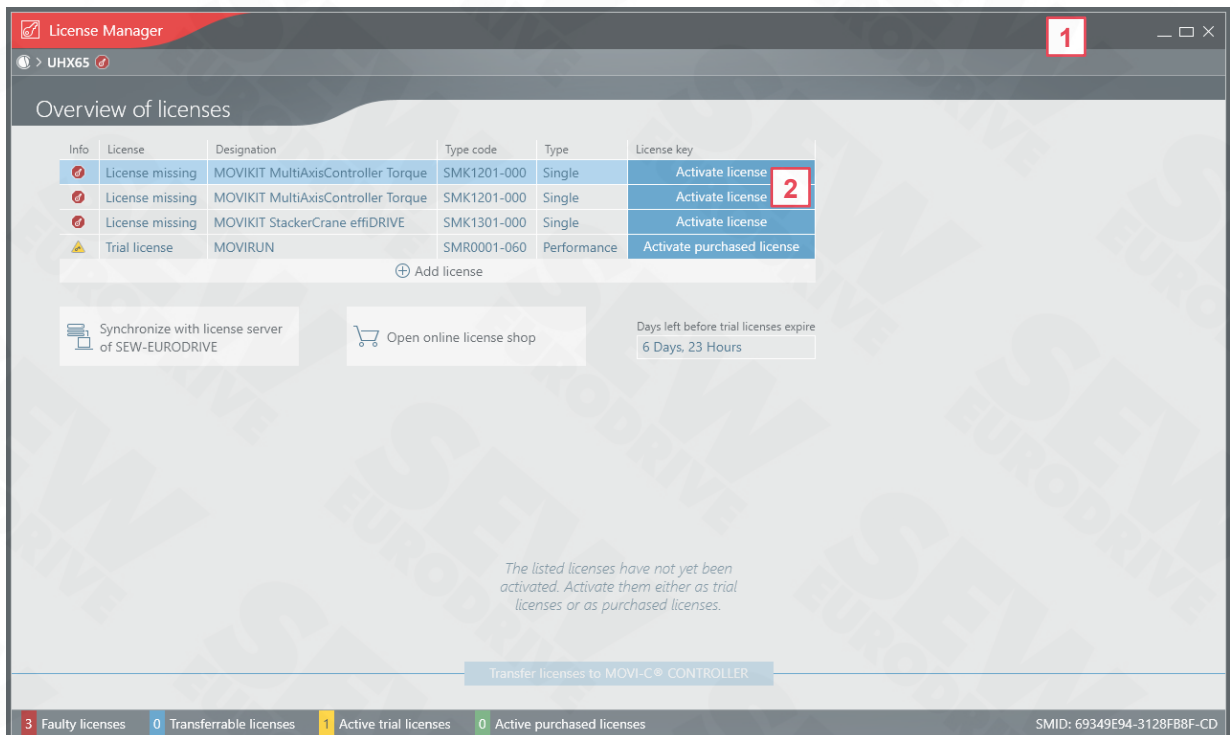 License Manager
1
> UHX65
Overview of licenses
Info License Designation Type code Type License key
License missing MOVIKIT MultiAxisController Torque SMK1201-000 Single Activate license
License missing MOVIKIT MultiAxisController Torque SMK1201-000 Single Activate license
2
License missing MOVIKIT StackerCrane effiDRIVE SMK1301-000 Single Activate license
Trial license MOVIRUN SMR0001-060 Performance Activate purchased license
Add license
Synchronize with license server
of SEW-EURODRIVE
Open online license shop
Days left before trial licenses expire
6 Days, 23 Hours
The listed licenses have not yet been
activated. Activate them either as trial
licenses or as purchased licenses.
Transfer licenses to MOVI-C® CONTROLLER
3 Faulty licenses 0 Transferrable licenses 1 Active trial licenses 0 Active purchased licenses SMID: 69349E94-3128FB8F-CD
SEW
EURODRIVE